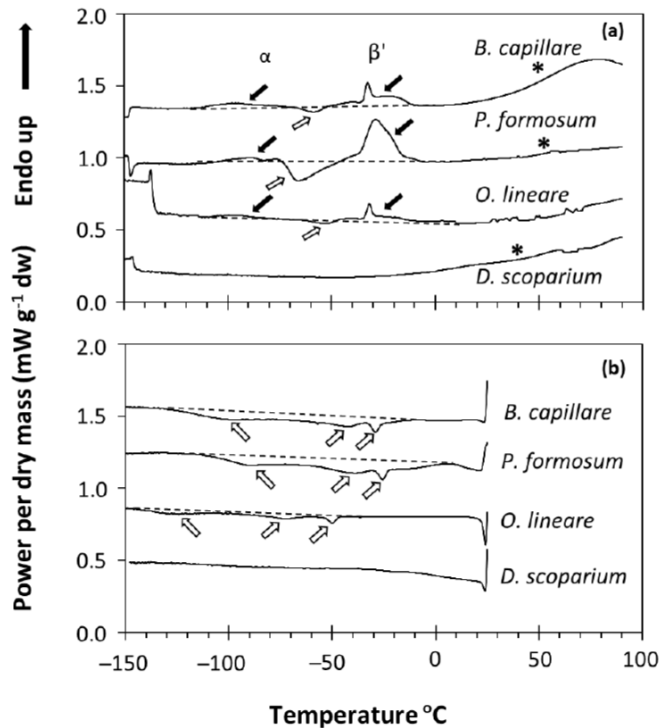 Power per dry mass (mW g⁻¹ dw)
Endo up
2.0
1.5
1.0
0.5
0.0
(a)
α
β'
B. capillare
*
P. formosum
*
O. lineare
*
D. scoparium
2.0
1.5
1.0
0.5
0.0
(b)
B. capillare
P. formosum
O. lineare
D. scoparium
−150
−100
−50
0
50
100
Temperature °C